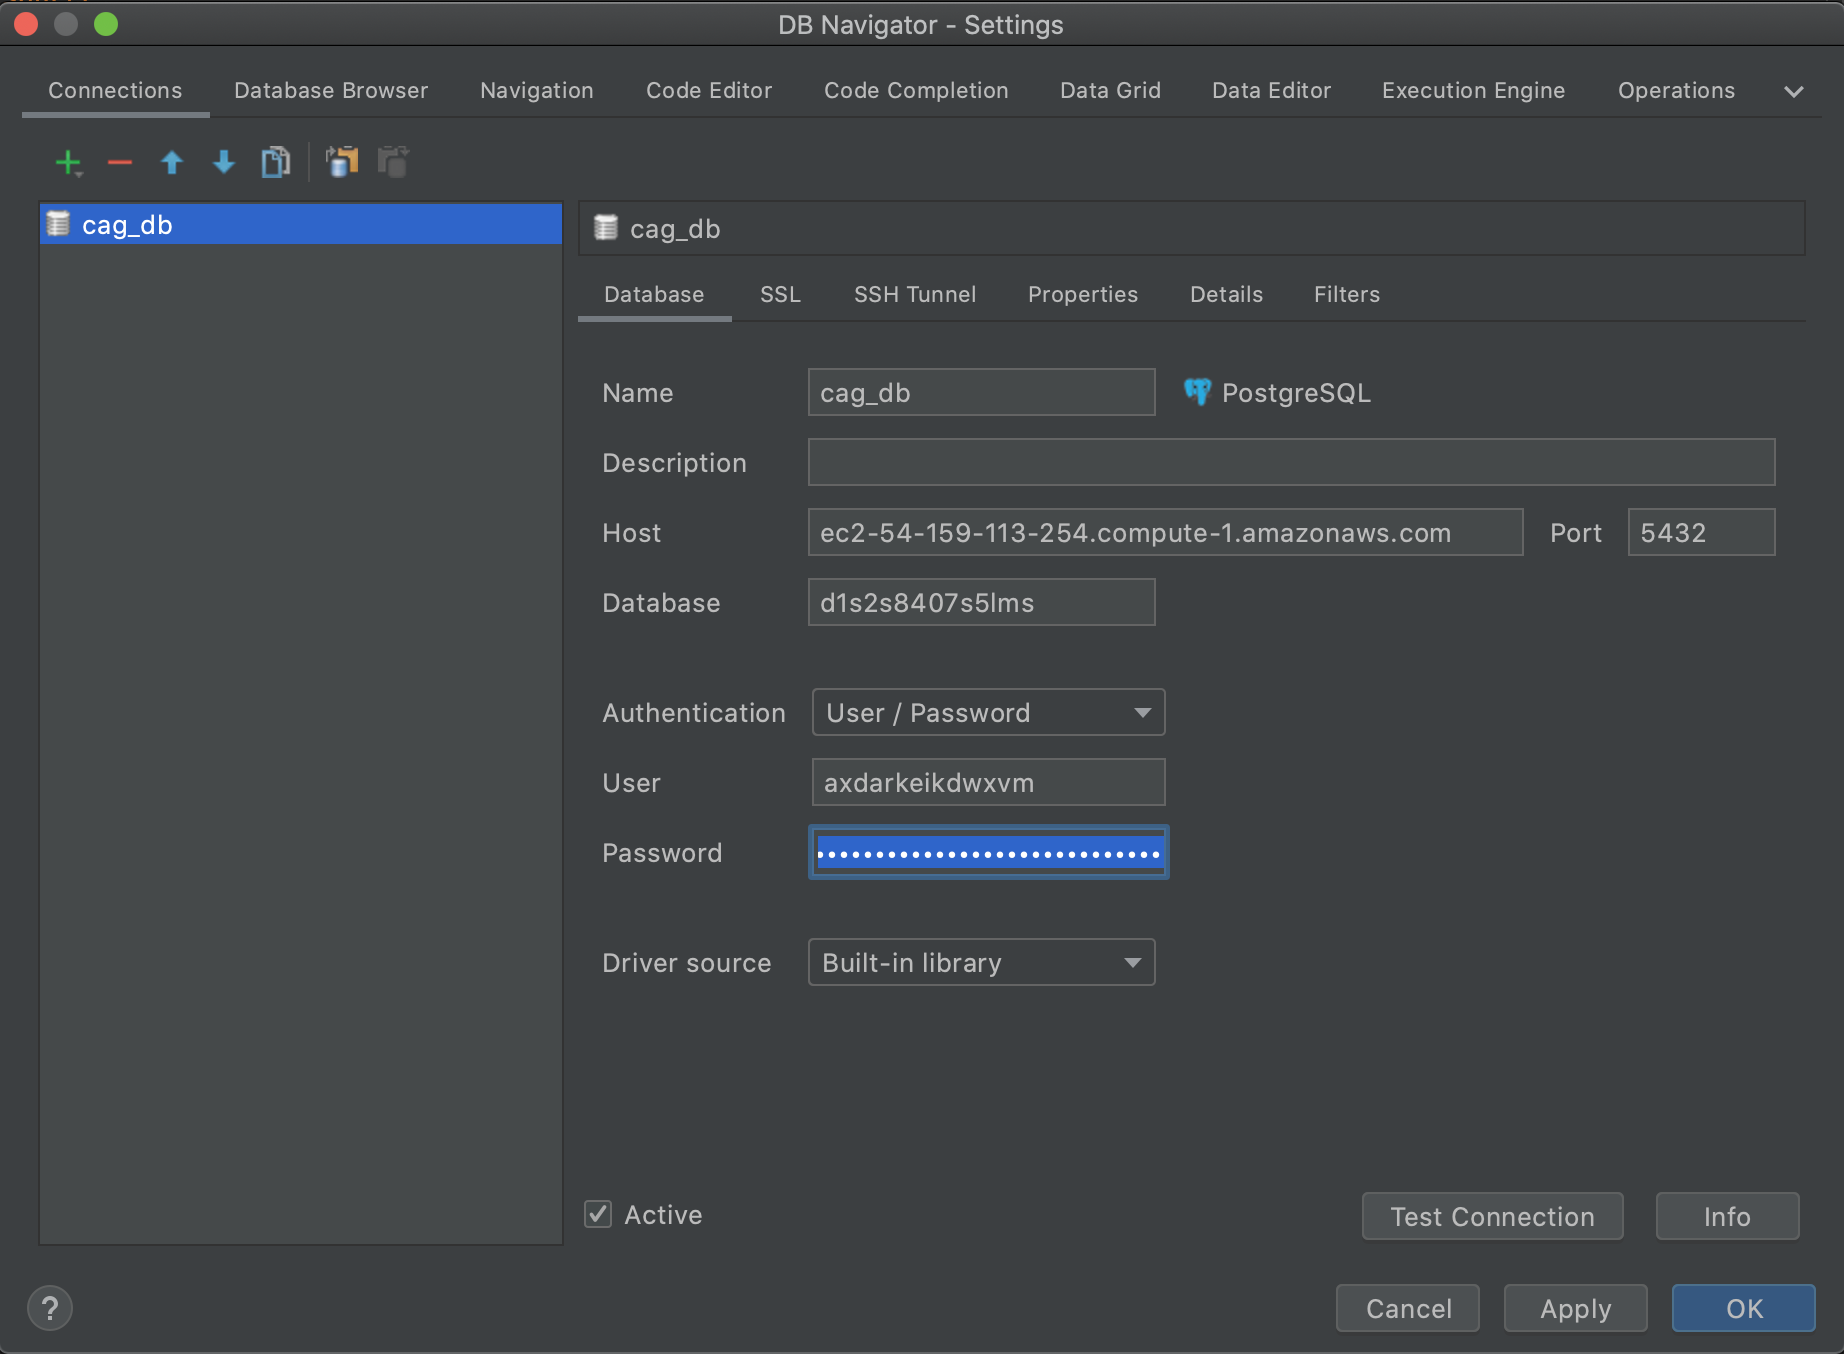 DB Navigator - Settings
Connections Database Browser Navigation Code Editor Code Completion Data Grid Data Editor Execution Engine Operations
cag_db
cag_db
Database SSL SSH Tunnel Properties Details Filters
Name cag_db PostgreSQL
Description
Host ec2-54-159-113-254.compute-1.amazonaws.com Port 5432
Database d1s2s8407s5lms
Authentication User / Password
User axdarkeikdwxvm
Password
Driver source Built-in library
Active
Test Connection Info
?
Cancel Apply OK